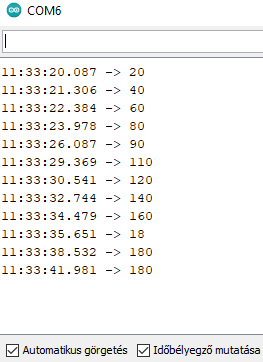 COM6
11:33:20.087 -> 20
11:33:21.306 -> 40
11:33:22.384 -> 60
11:33:23.978 -> 80
11:33:26.087 -> 90
11:33:29.369 -> 110
11:33:30.541 -> 120
11:33:32.744 -> 140
11:33:34.479 -> 160
11:33:35.651 -> 18
11:33:38.532 -> 180
11:33:41.981 -> 180
Automatikus görgetés Időbélyegző mutatása